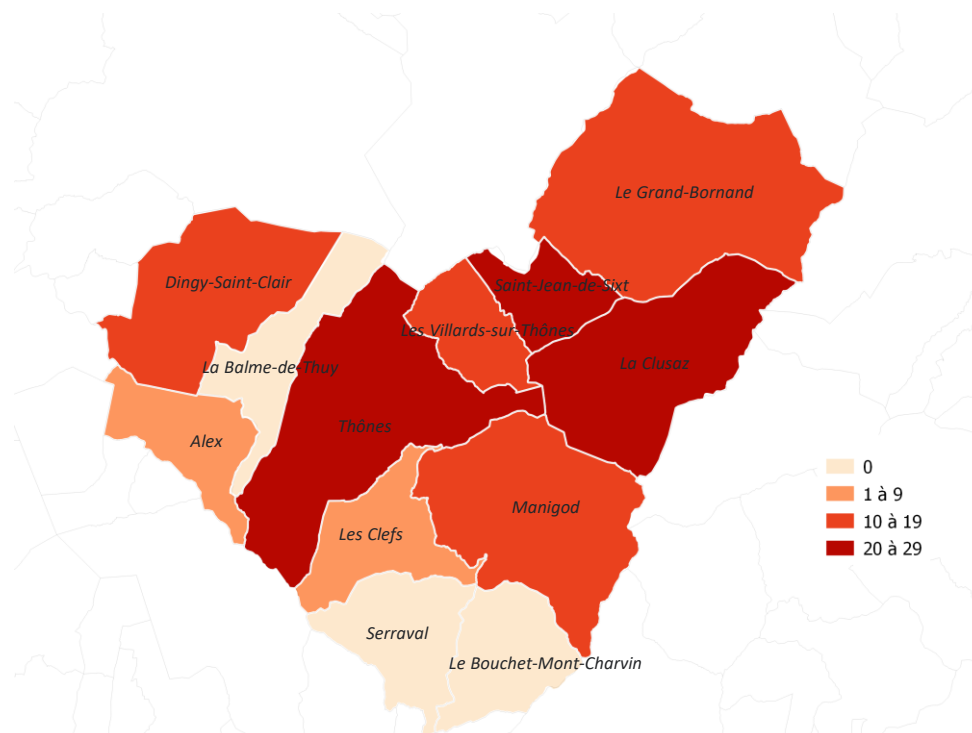 Le Grand-Bornand
Dingy-Saint-Clair
Saint-Jean-de-Sixt
Les Villards-sur-Thônes
La Balme-de-Thuy
La Clusaz
Thônes
Alex
Manigod
Les Clefs
Serraval
Le Bouchet-Mont-Charvin
0
1 à 9
10 à 19
20 à 29